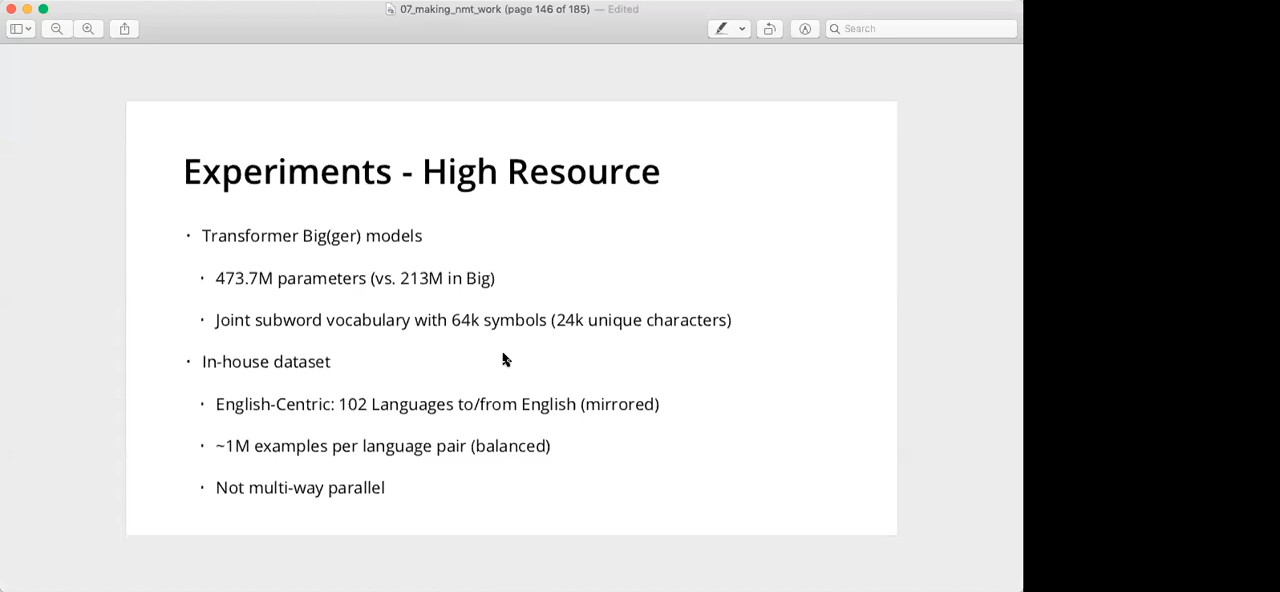 07_making_nmt_work (page 146 of 185) — Edited
Search
Experiments - High Resource
· Transformer Big(ger) models
· 473.7M parameters (vs. 213M in Big)
· Joint subword vocabulary with 64k symbols (24k unique characters)
· In-house dataset
· English-Centric: 102 Languages to/from English (mirrored)
· ~1M examples per language pair (balanced)
· Not multi-way parallel